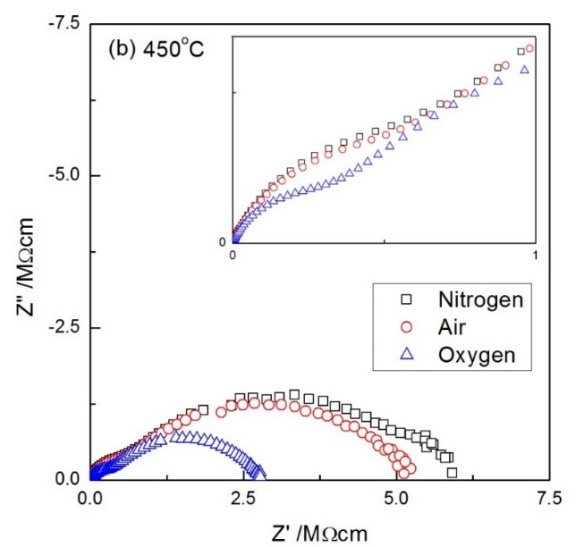 (b) 450°C
-7.5
-5.0
-2.5
0.0
Z" /MΩcm
0
0
1
Nitrogen
Air
Oxygen
0.0
2.5
5.0
7.5
Z' /MΩcm